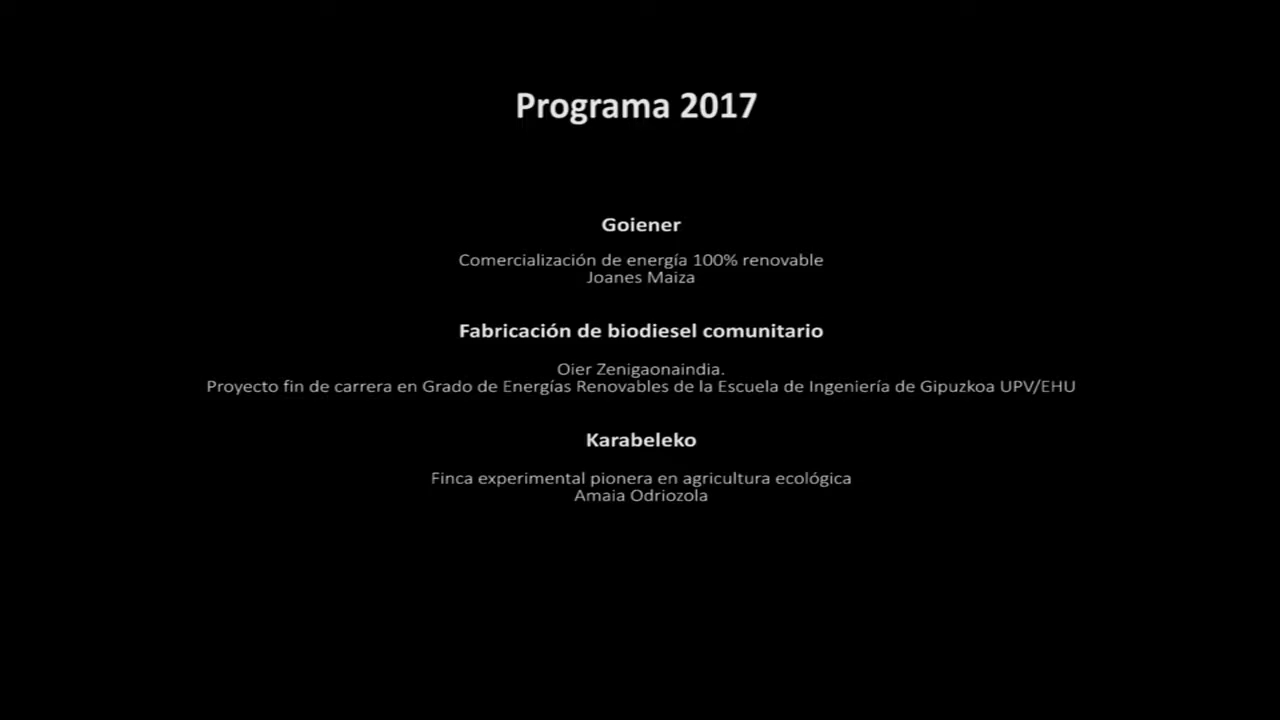 Programa 2017
Goiener
Comercialización de energía 100% renovable
Joanes Maiza
Fabricación de biodiesel comunitario
Oier Zenigaonaindia.
Proyecto fin de carrera en Grado de Energías Renovables de la Escuela de Ingeniería de Gipuzkoa UPV/EHU
Karabeleko
Finca experimental pionera en agricultura ecológica
Amaia Odriozola